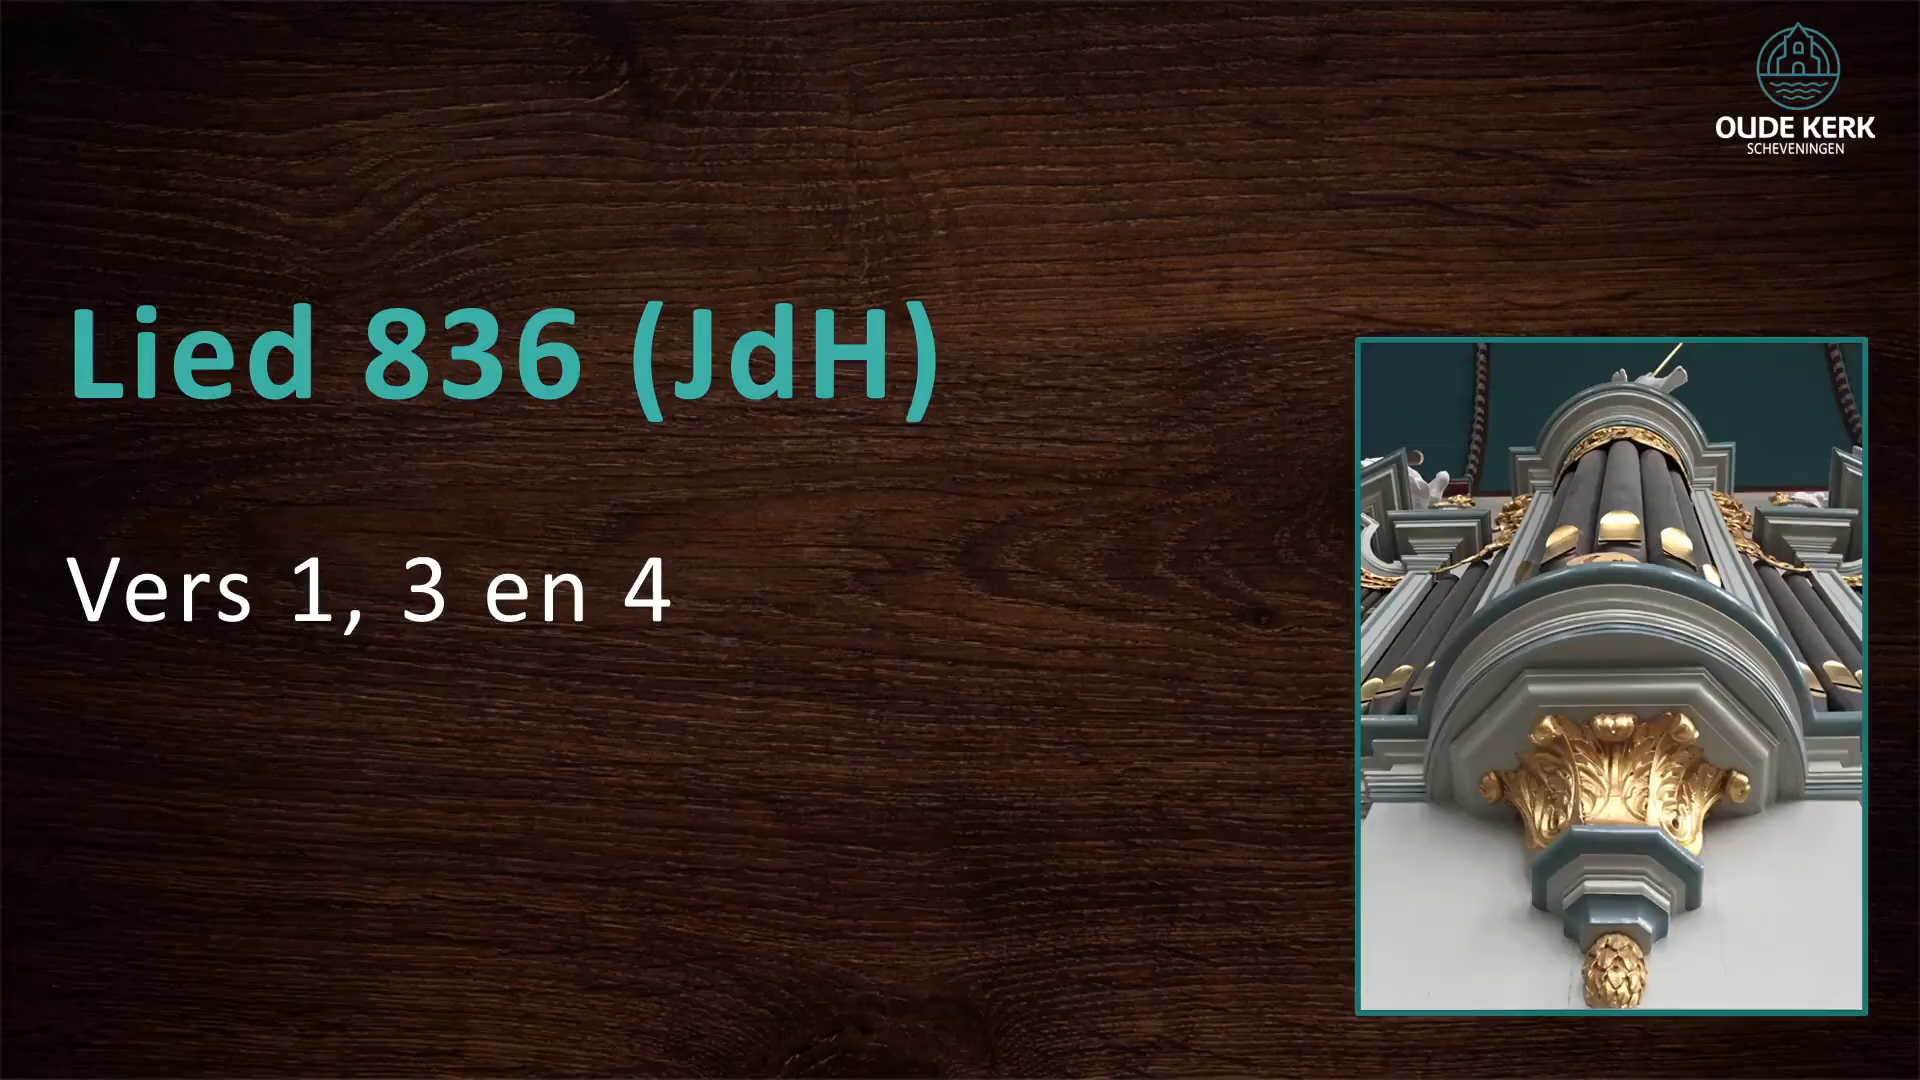 OUDE KERK
SCHEVENINGEN
Lied 836 (JdH)
Vers 1, 3 en 4